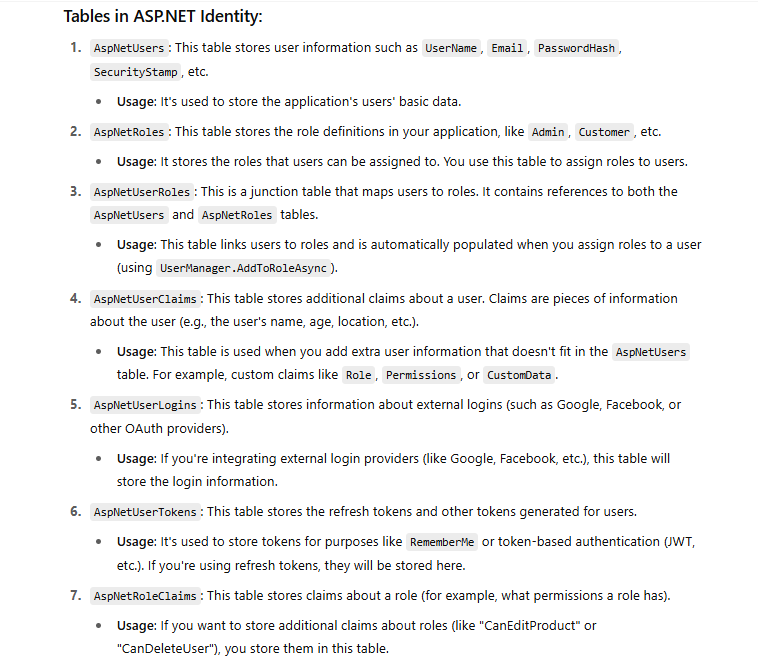 Tables in ASP.NET Identity:
1. AspNetUsers : This table stores user information such as UserName , Email , PasswordHash ,
SecurityStamp , etc.
• Usage: It's used to store the application's users' basic data.
2. AspNetRoles : This table stores the role definitions in your application, like Admin , Customer , etc.
• Usage: It stores the roles that users can be assigned to. You use this table to assign roles to users.
3. AspNetUserRoles : This is a junction table that maps users to roles. It contains references to both the
AspNetUsers and AspNetRoles tables.
• Usage: This table links users to roles and is automatically populated when you assign roles to a user
(using UserManager.AddToRoleAsync ).
4. AspNetUserClaims : This table stores additional claims about a user. Claims are pieces of information
about the user (e.g., the user's name, age, location, etc.).
• Usage: This table is used when you add extra user information that doesn't fit in the AspNetUsers
table. For example, custom claims like Role , Permissions , or CustomData .
5. AspNetUserLogins : This table stores information about external logins (such as Google, Facebook, or
other OAuth providers).
• Usage: If you're integrating external login providers (like Google, Facebook, etc.), this table will
store the login information.
6. AspNetUserTokens : This table stores the refresh tokens and other tokens generated for users.
• Usage: It's used to store tokens for purposes like RememberMe or token-based authentication (JWT,
etc.). If you're using refresh tokens, they will be stored here.
7. AspNetRoleClaims : This table stores claims about a role (for example, what permissions a role has).
• Usage: If you want to store additional claims about roles (like "CanEditProduct" or
"CanDeleteUser"), you store them in this table.